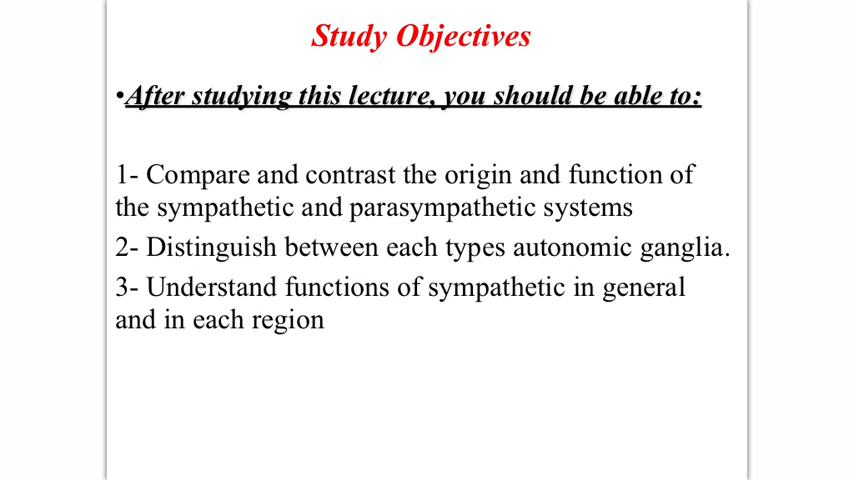 Study Objectives
•After studying this lecture, you should be able to:
1- Compare and contrast the origin and function of
the sympathetic and parasympathetic systems
2- Distinguish between each types autonomic ganglia.
3- Understand functions of sympathetic in general
and in each region